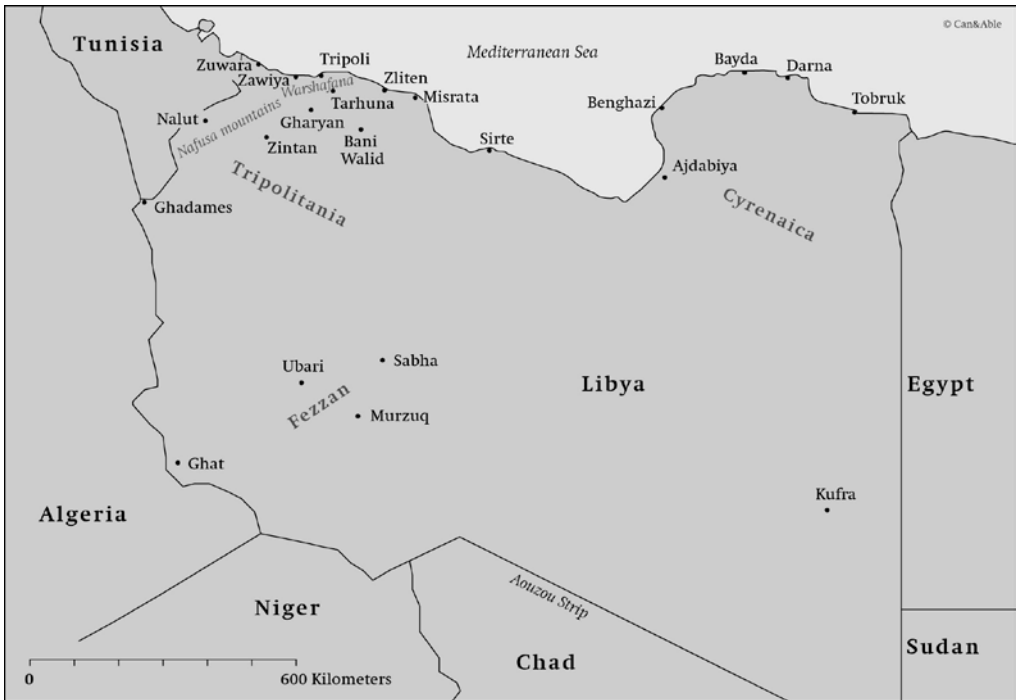 © Can&Able
Tunisia
Mediterranean Sea
Zuwara
Tripoli
Zawiya
Warshafana
Zliten
Bayda
Darna
Nalut
Nafusa mountains
Tarhuna
Misrata
Gharyan
Benghazi
Tobruk
Zintan
Bani
Walid
Sirte
Ajdabiya
Tripolitania
Cyrenaica
Ghadames
Ubari
Sabha
Fezzan
Murzuq
Libya
Egypt
Ghat
Kufra
Algeria
Aouzou Strip
Niger
Chad
Sudan
0
600 Kilometers